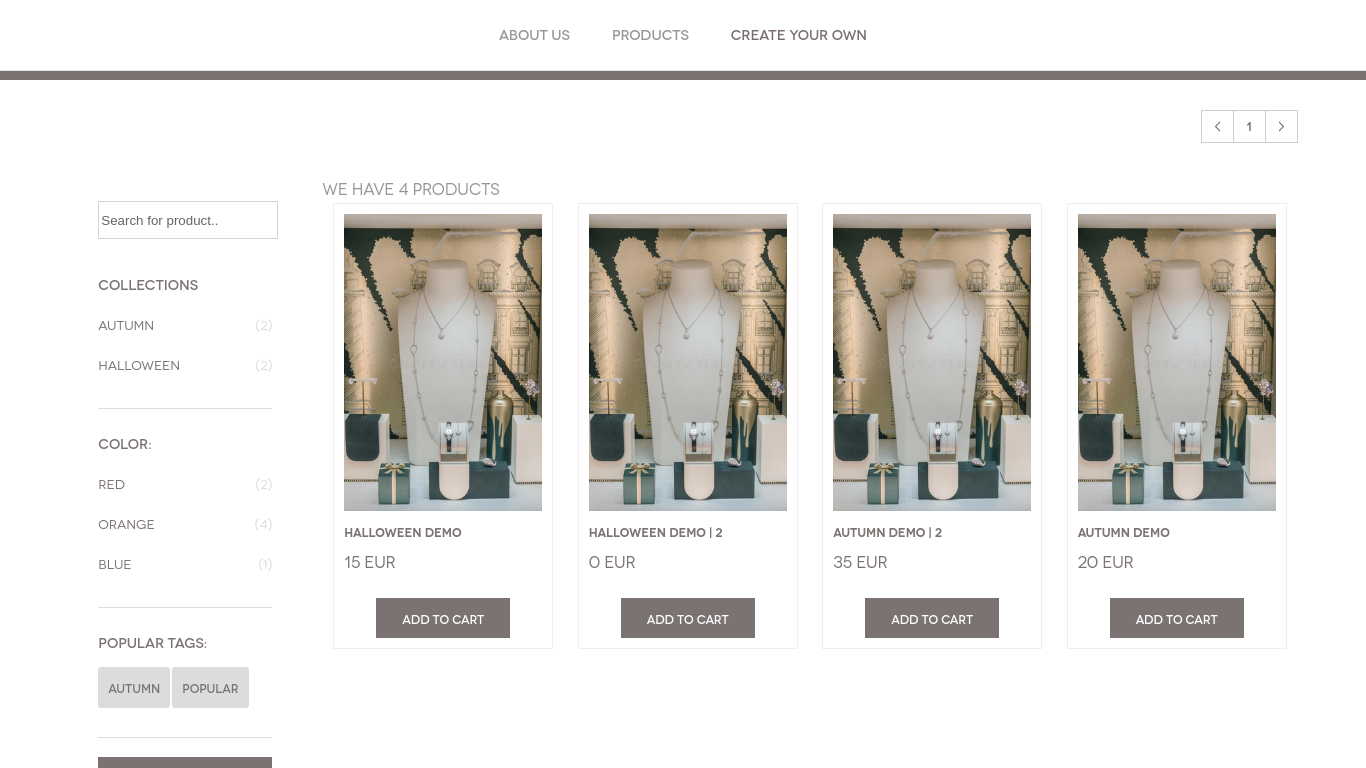 ABOUT US PRODUCTS CREATE YOUR OWN
1
WE HAVE 4 PRODUCTS
Search for product..
COLLECTIONS
AUTUMN (2)
HALLOWEEN (2)
COLOR:
RED (2)
ORANGE (4)
BLUE (1)
POPULAR TAGS:
AUTUMN POPULAR
HALLOWEEN DEMO
15 EUR
ADD TO CART
HALLOWEEN DEMO | 2
0 EUR
ADD TO CART
AUTUMN DEMO | 2
35 EUR
ADD TO CART
AUTUMN DEMO
20 EUR
ADD TO CART